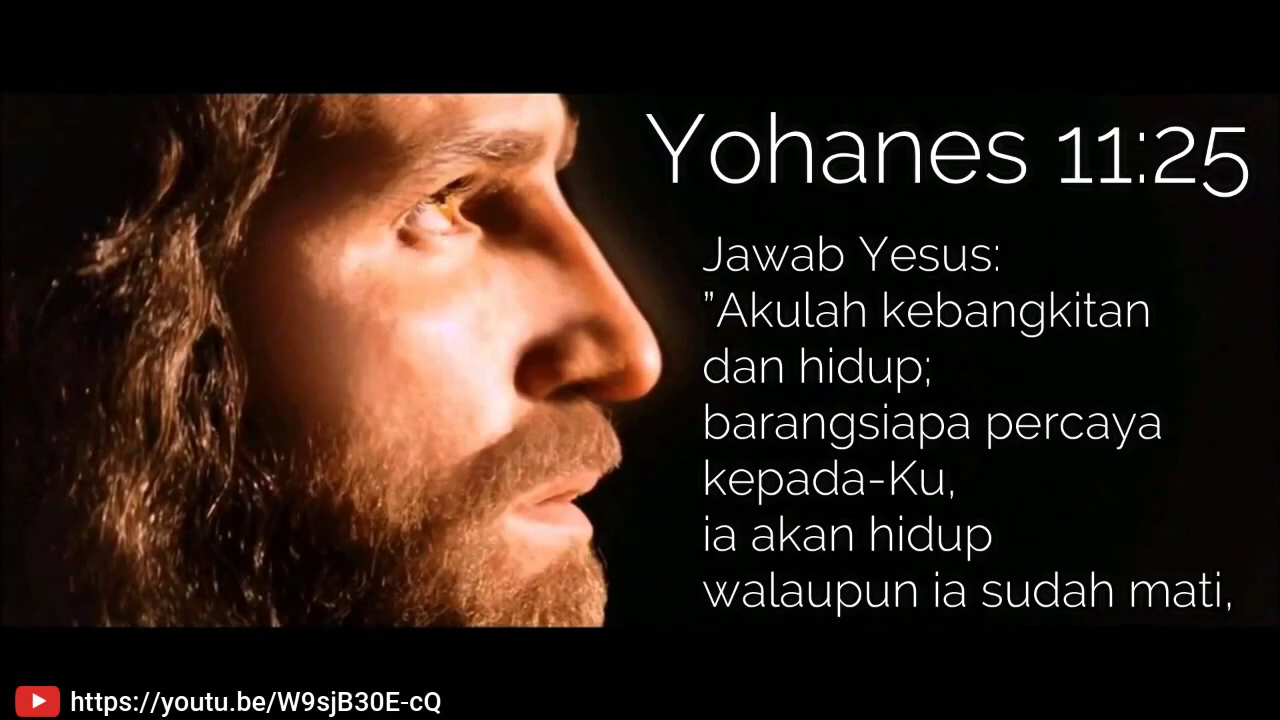 Yohanes 11:25
Jawab Yesus:
”Akulah kebangkitan
dan hidup;
barangsiapa percaya
kepada-Ku,
ia akan hidup
walaupun ia sudah mati,
https://youtu.be/W9sjB30E-cQ